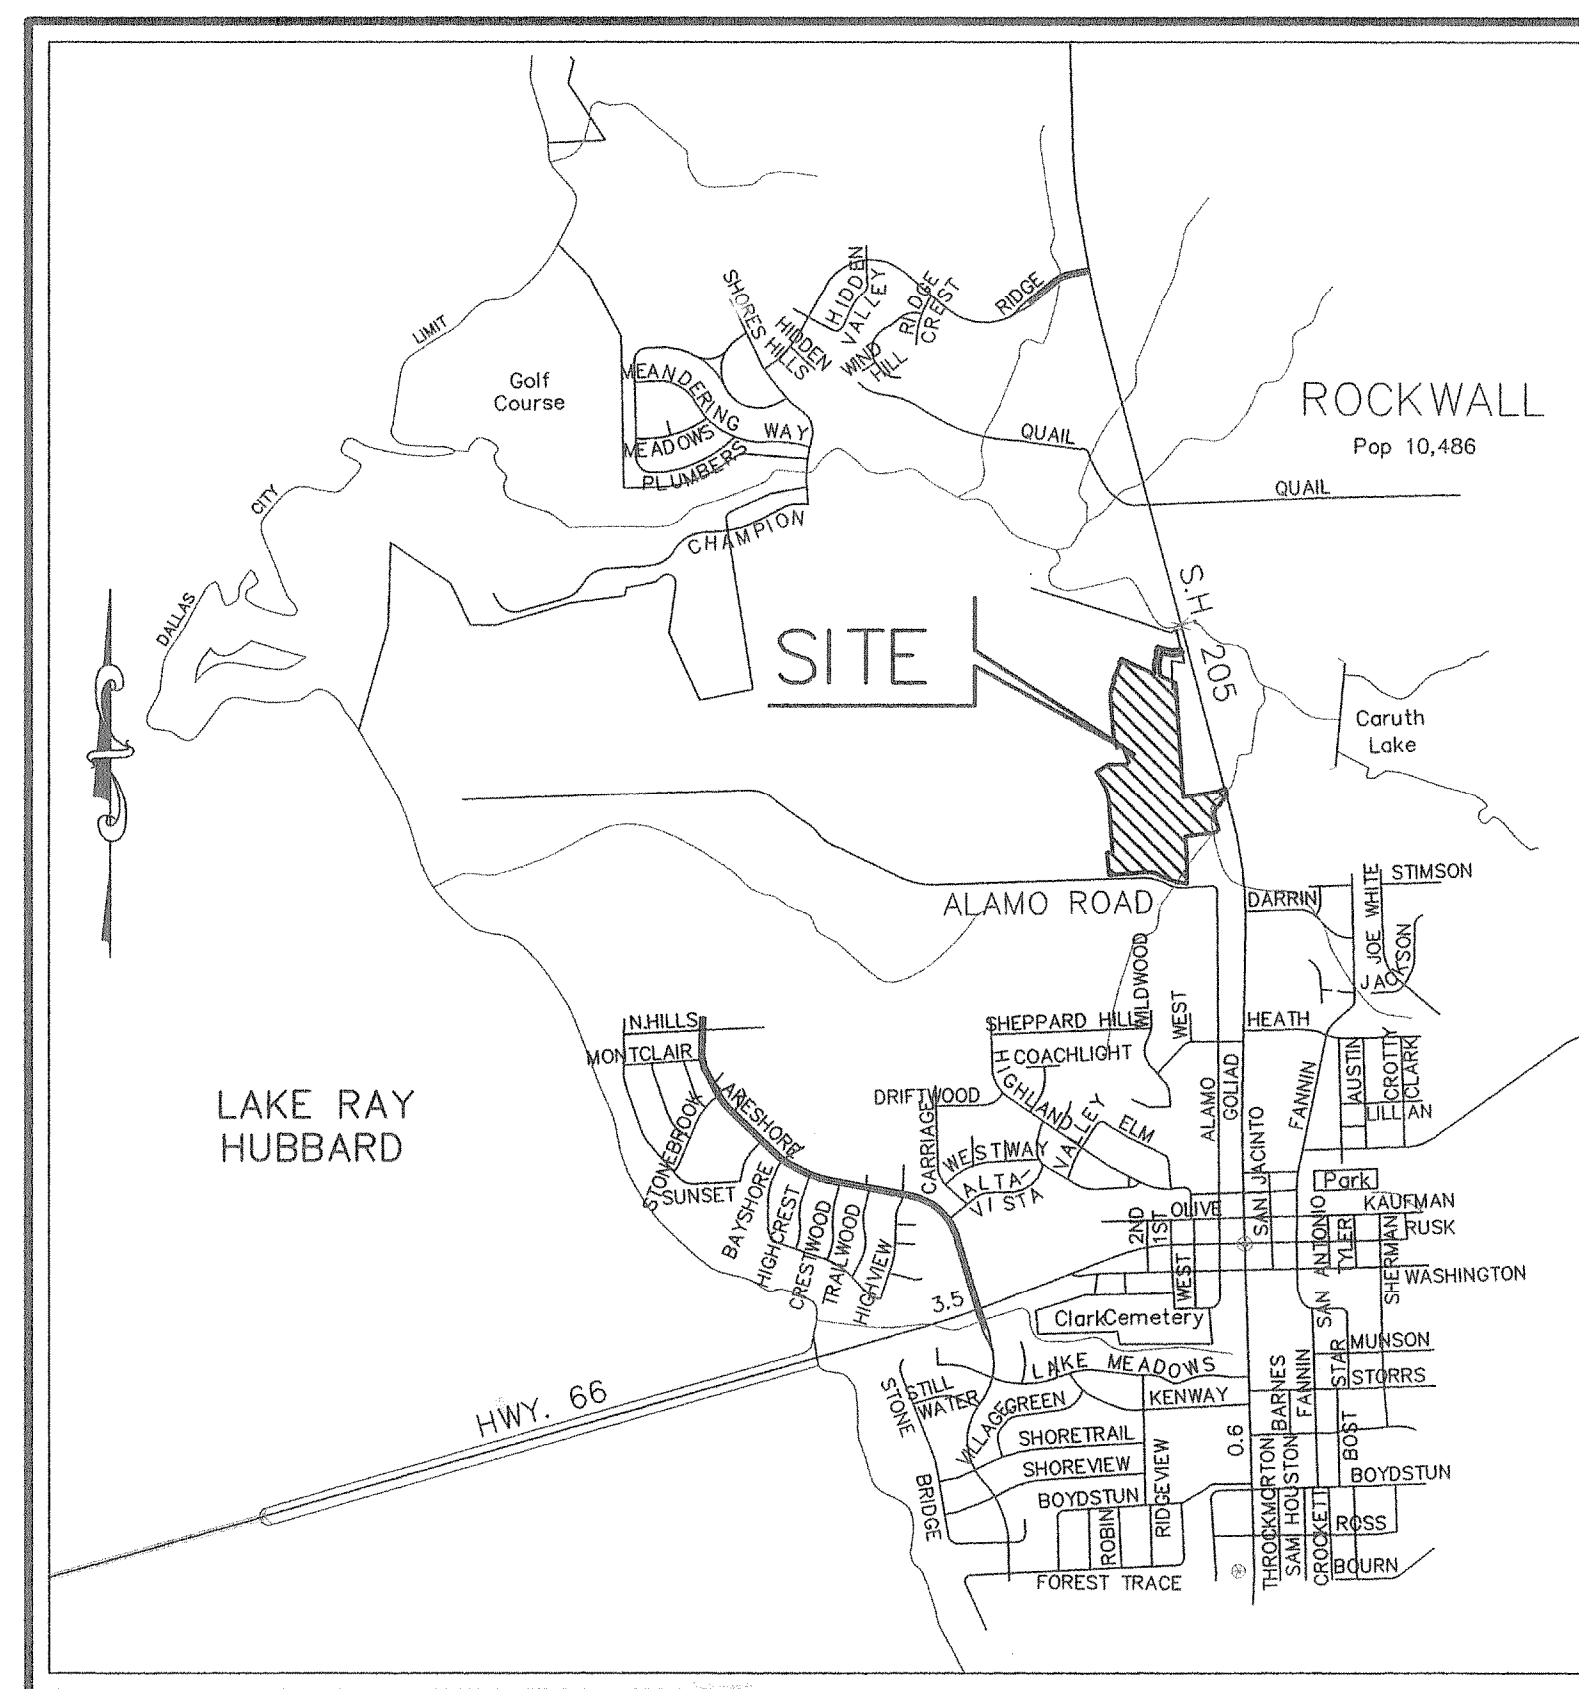 HIDDEN
VALLEY
RIDGE
CREST
RIDGE
SHORES HILLS
HIDDEN
WIND
HILL
LIMIT
Golf
Course
MEANDERING
WAY
MEADOWS
PLUMBERS
ROCKWALL
Pop 10,486
QUAIL
QUAIL
CITY
CHAMPION
DALLAS
S.H
205
SITE
Caruth
Lake
ALAMO ROAD
DARRIN
JOE WHITE
STIMSON
JACKSON
WILDWOOD
WEST
HEATH
N.HILLS
MONTCLAIR
SHEPPARD HILL
COACHLIGHT
HIGHLAND
AUSTIN
CROTTY
CLARK
LILLIAN
LAKE RAY
HUBBARD
LAKESHORE
DRIFTWOOD
CARRIAGE
VALLEY
ELM
ALAMO
GOLIAD
FANNIN
SAN JACINTO
STONEBROOK
SUNSET
WESTWAY
ALTA-
VISTA
Park
BAYSHORE
HIGHCREST
CRESTWOOD
TRAILWOOD
HIGHVIEW
2ND
1ST
OLIVE
KAUFMAN
RUSK
SAN ANTONIO
TYLER
SHERMAN
WASHINGTON
WEST
3.5
ClarkCemetery
MUNSON
STAR
STORRS
LAKE MEADOWS
KENWAY
BARNES
FANNIN
HWY. 66
STILL
WATER
STONE
BRIDGE
VILLAGE
GREEN
SHORETRAIL
SHOREVIEW
BOYDSTUN
RIDGEVIEW
0.6
BOST
BOYDSTUN
ROBIN
THROCKMORTON
SAM HOUSTON
CROCKETT
ROSS
BOURN
FOREST TRACE